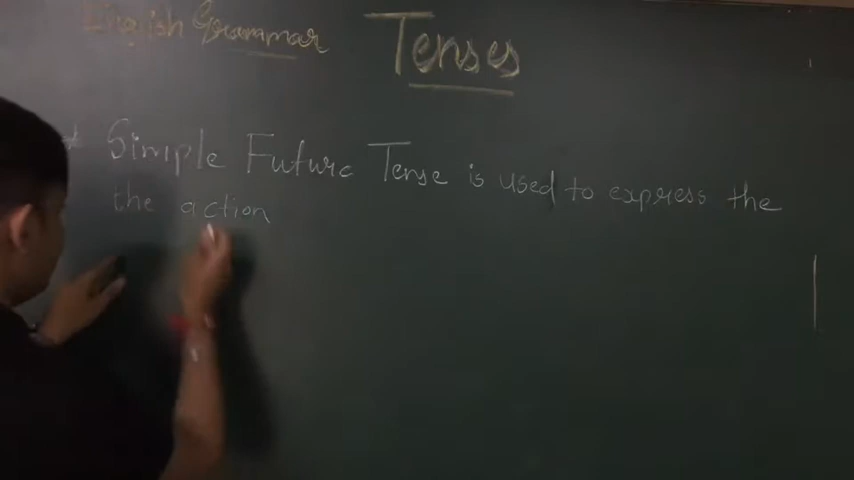 English Grammar
Tenses
* Simple Future Tense is used to express the
the action